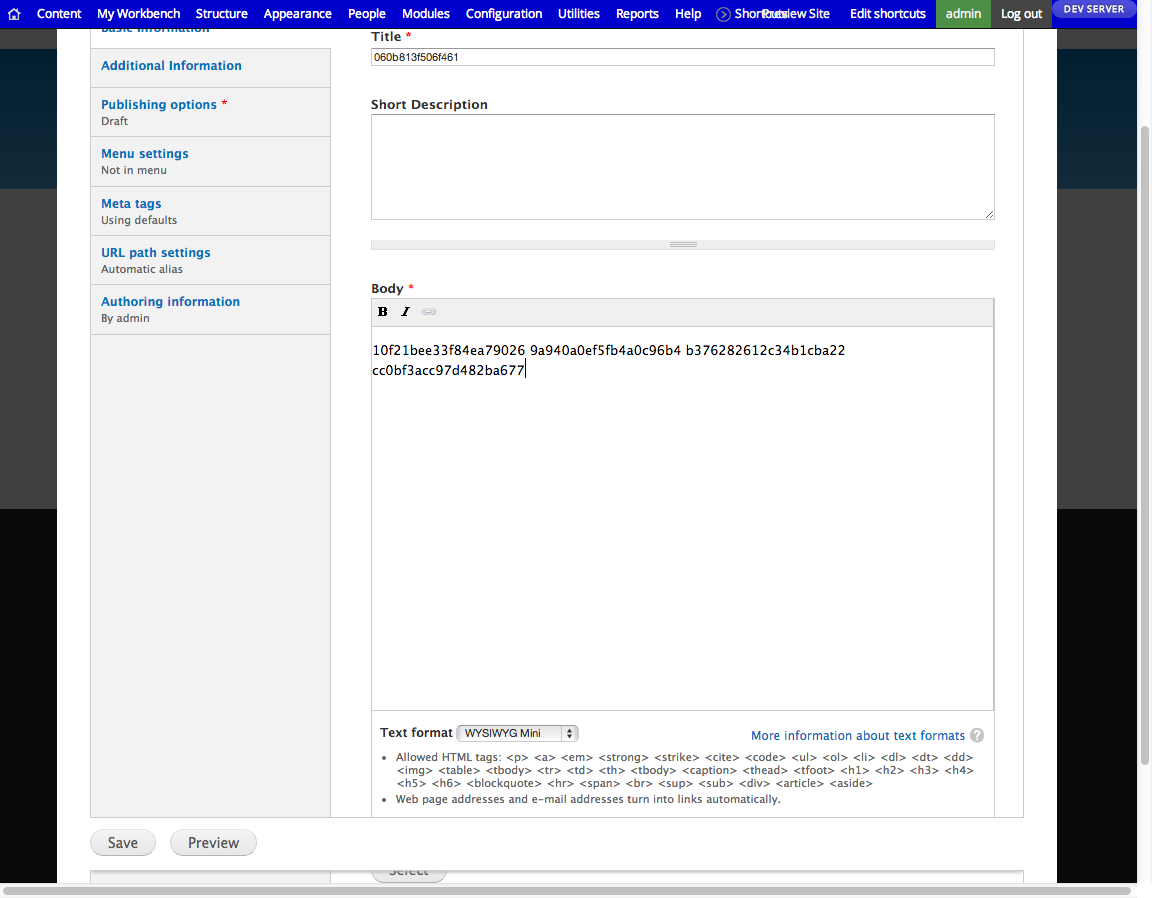 Content My Workbench Structure Appearance People Modules Configuration Utilities Reports Help Shortcuts Preview Site Edit shortcuts admin Log out DEV SERVER
Basic information
Additional Information
Publishing options *
Draft
Menu settings
Not in menu
Meta tags
Using defaults
URL path settings
Automatic alias
Authoring information
By admin
Title *
060b813f506f461
Short Description
Body *
B I
10f21bee33f84ea79026 9a940a0ef5fb4a0c96b4 b376282612c34b1cba22
cc0bf3acc97d482ba677
Text format WYSIWYG Mini More information about text formats ?
• Allowed HTML tags: <p> <a> <em> <strong> <strike> <cite> <code> <ul> <ol> <li> <dl> <dt> <dd>
<img> <table> <tbody> <tr> <td> <th> <tbody> <caption> <thead> <tfoot> <h1> <h2> <h3> <h4>
<h5> <h6> <blockquote> <hr> <span> <br> <sup> <sub> <div> <article> <aside>
• Web page addresses and e-mail addresses turn into links automatically.
Save Preview
Select